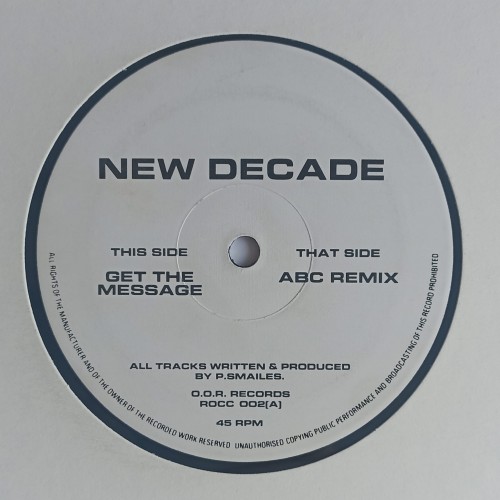 NEW DECADE
THIS SIDE
GET THE
MESSAGE
THAT SIDE
ABC REMIX
ALL TRACKS WRITTEN & PRODUCED
BY P.SMAILES.
O.O.R. RECORDS
ROCC 002(A)
45 RPM
ALL RIGHTS OF THE MANUFACTURER AND OF THE OWNER OF THE RECORDED WORK RESERVED UNAUTHORISED COPYING PUBLIC PERFORMANCE AND BROADCASTING OF THIS RECORD PROHIBITED